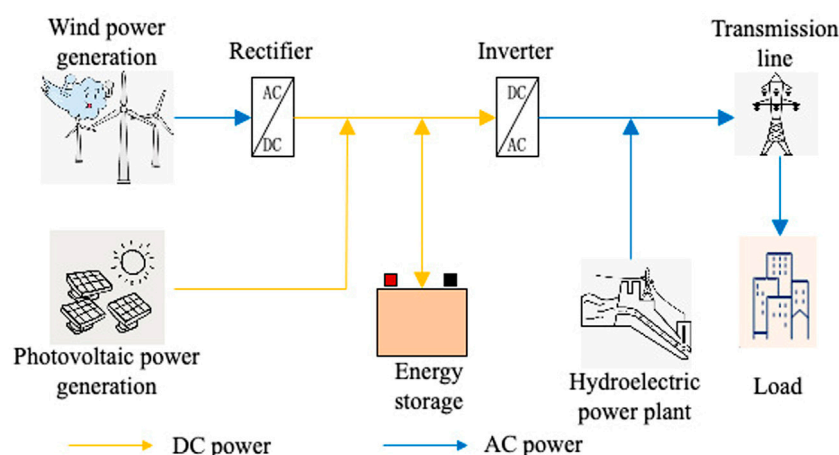 Wind power
generation
Rectifier
Inverter
Transmission
line
AC
DC
DC
AC
Photovoltaic power
generation
Energy
storage
Hydroelectric
power plant
Load
DC power
AC power